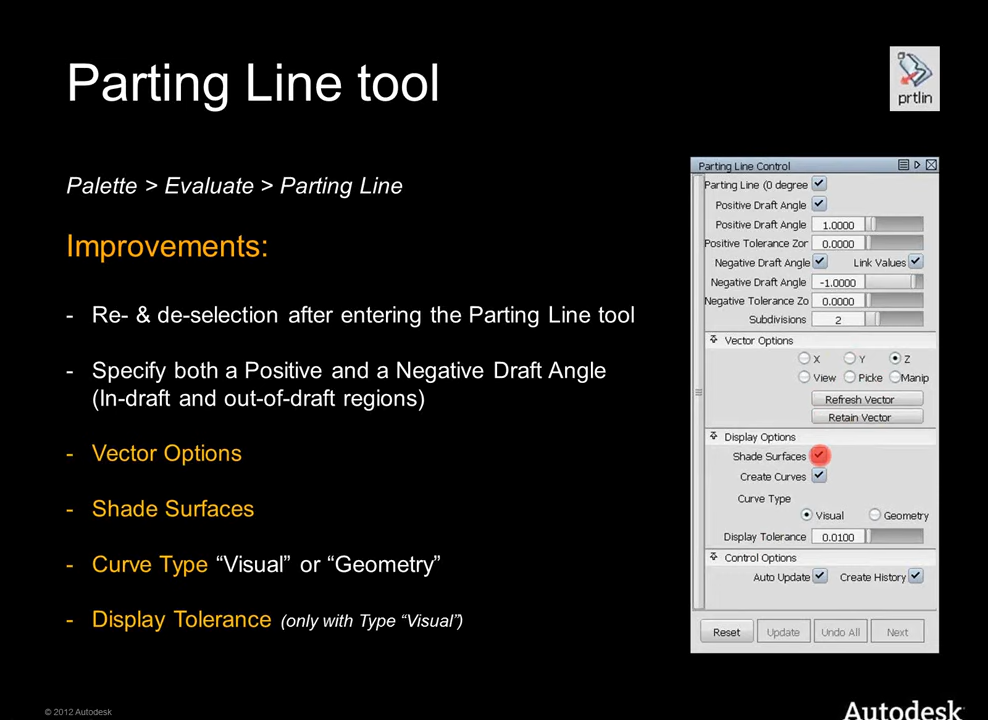 Parting Line tool
prtlin
Palette > Evaluate > Parting Line
Improvements:
- Re- & de-selection after entering the Parting Line tool
- Specify both a Positive and a Negative Draft Angle
(In-draft and out-of-draft regions)
- Vector Options
- Shade Surfaces
- Curve Type “Visual” or “Geometry”
- Display Tolerance (only with Type “Visual”)
Parting Line Control
Parting Line (0 degree
Positive Draft Angle
Positive Draft Angle 1.0000
Positive Tolerance Zor 0.0000
Negative Draft Angle Link Values
Negative Draft Angle -1.0000
Negative Tolerance Zo 0.0000
Subdivisions 2
Vector Options
X Y Z
View Picke Manip
Refresh Vector
Retain Vector
Display Options
Shade Surfaces
Create Curves
Curve Type
Visual Geometry
Display Tolerance 0.0100
Control Options
Auto Update Create History
Reset Update Undo All Next
© 2012 Autodesk
Autodesk